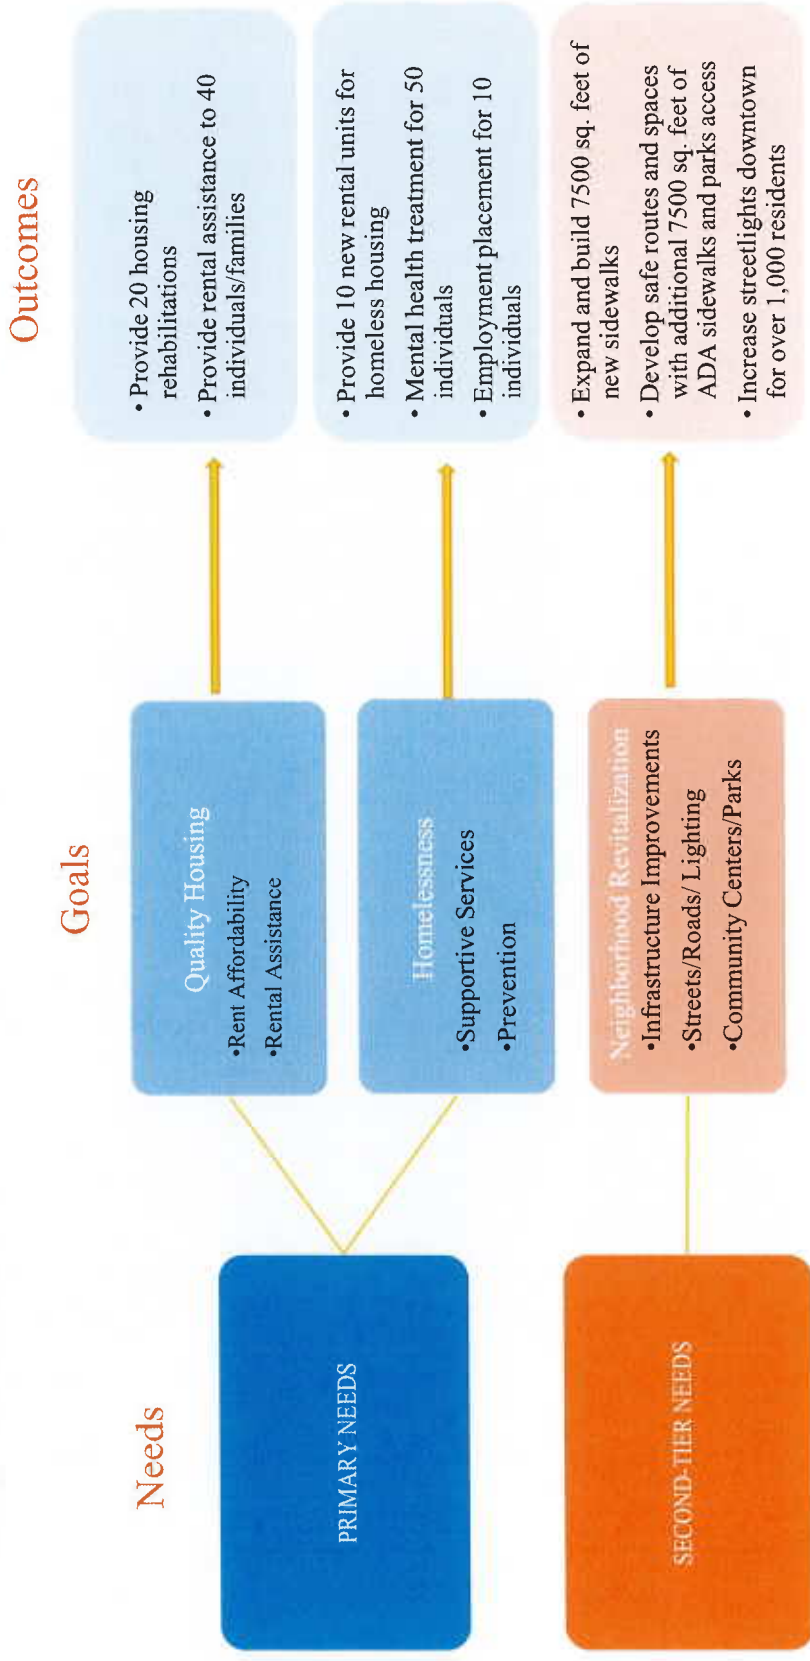 Needs
Goals
Outcomes
PRIMARY NEEDS
Quality Housing
•Rent Affordability
•Rental Assistance
• Provide 20 housing
rehabilitations
• Provide rental assistance to 40
individuals/families
Homelessness
•Supportive Services
•Prevention
• Provide 10 new rental units for
homeless housing
• Mental health treatment for 50
individuals
• Employment placement for 10
individuals
SECOND-TIER NEEDS
Neighborhood Revitalization
•Infrastructure Improvements
•Streets/Roads/ Lighting
•Community Centers/Parks
• Expand and build 7500 sq. feet of
new sidewalks
• Develop safe routes and spaces
with additional 7500 sq. feet of
ADA sidewalks and parks access
• Increase streetlights downtown
for over 1,000 residents